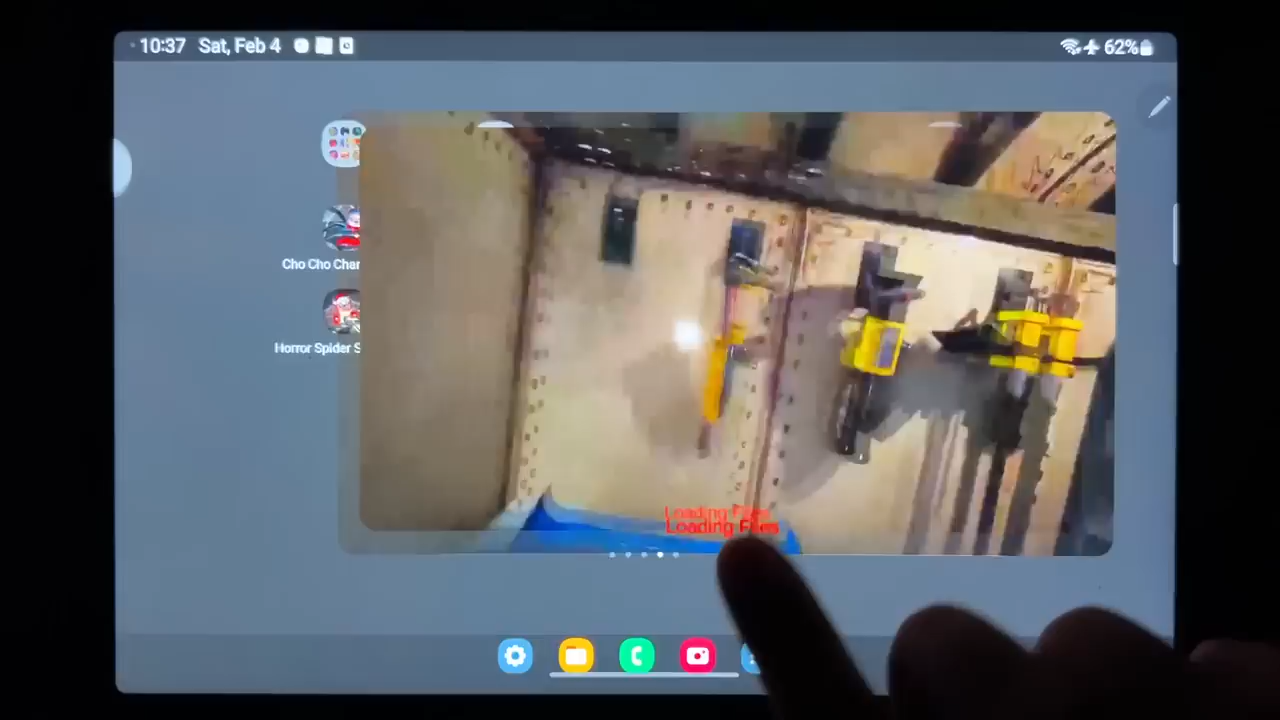 10:37 Sat, Feb 4
62%
Cho Cho Char
Horror Spider S
Loading Files
Loading Files